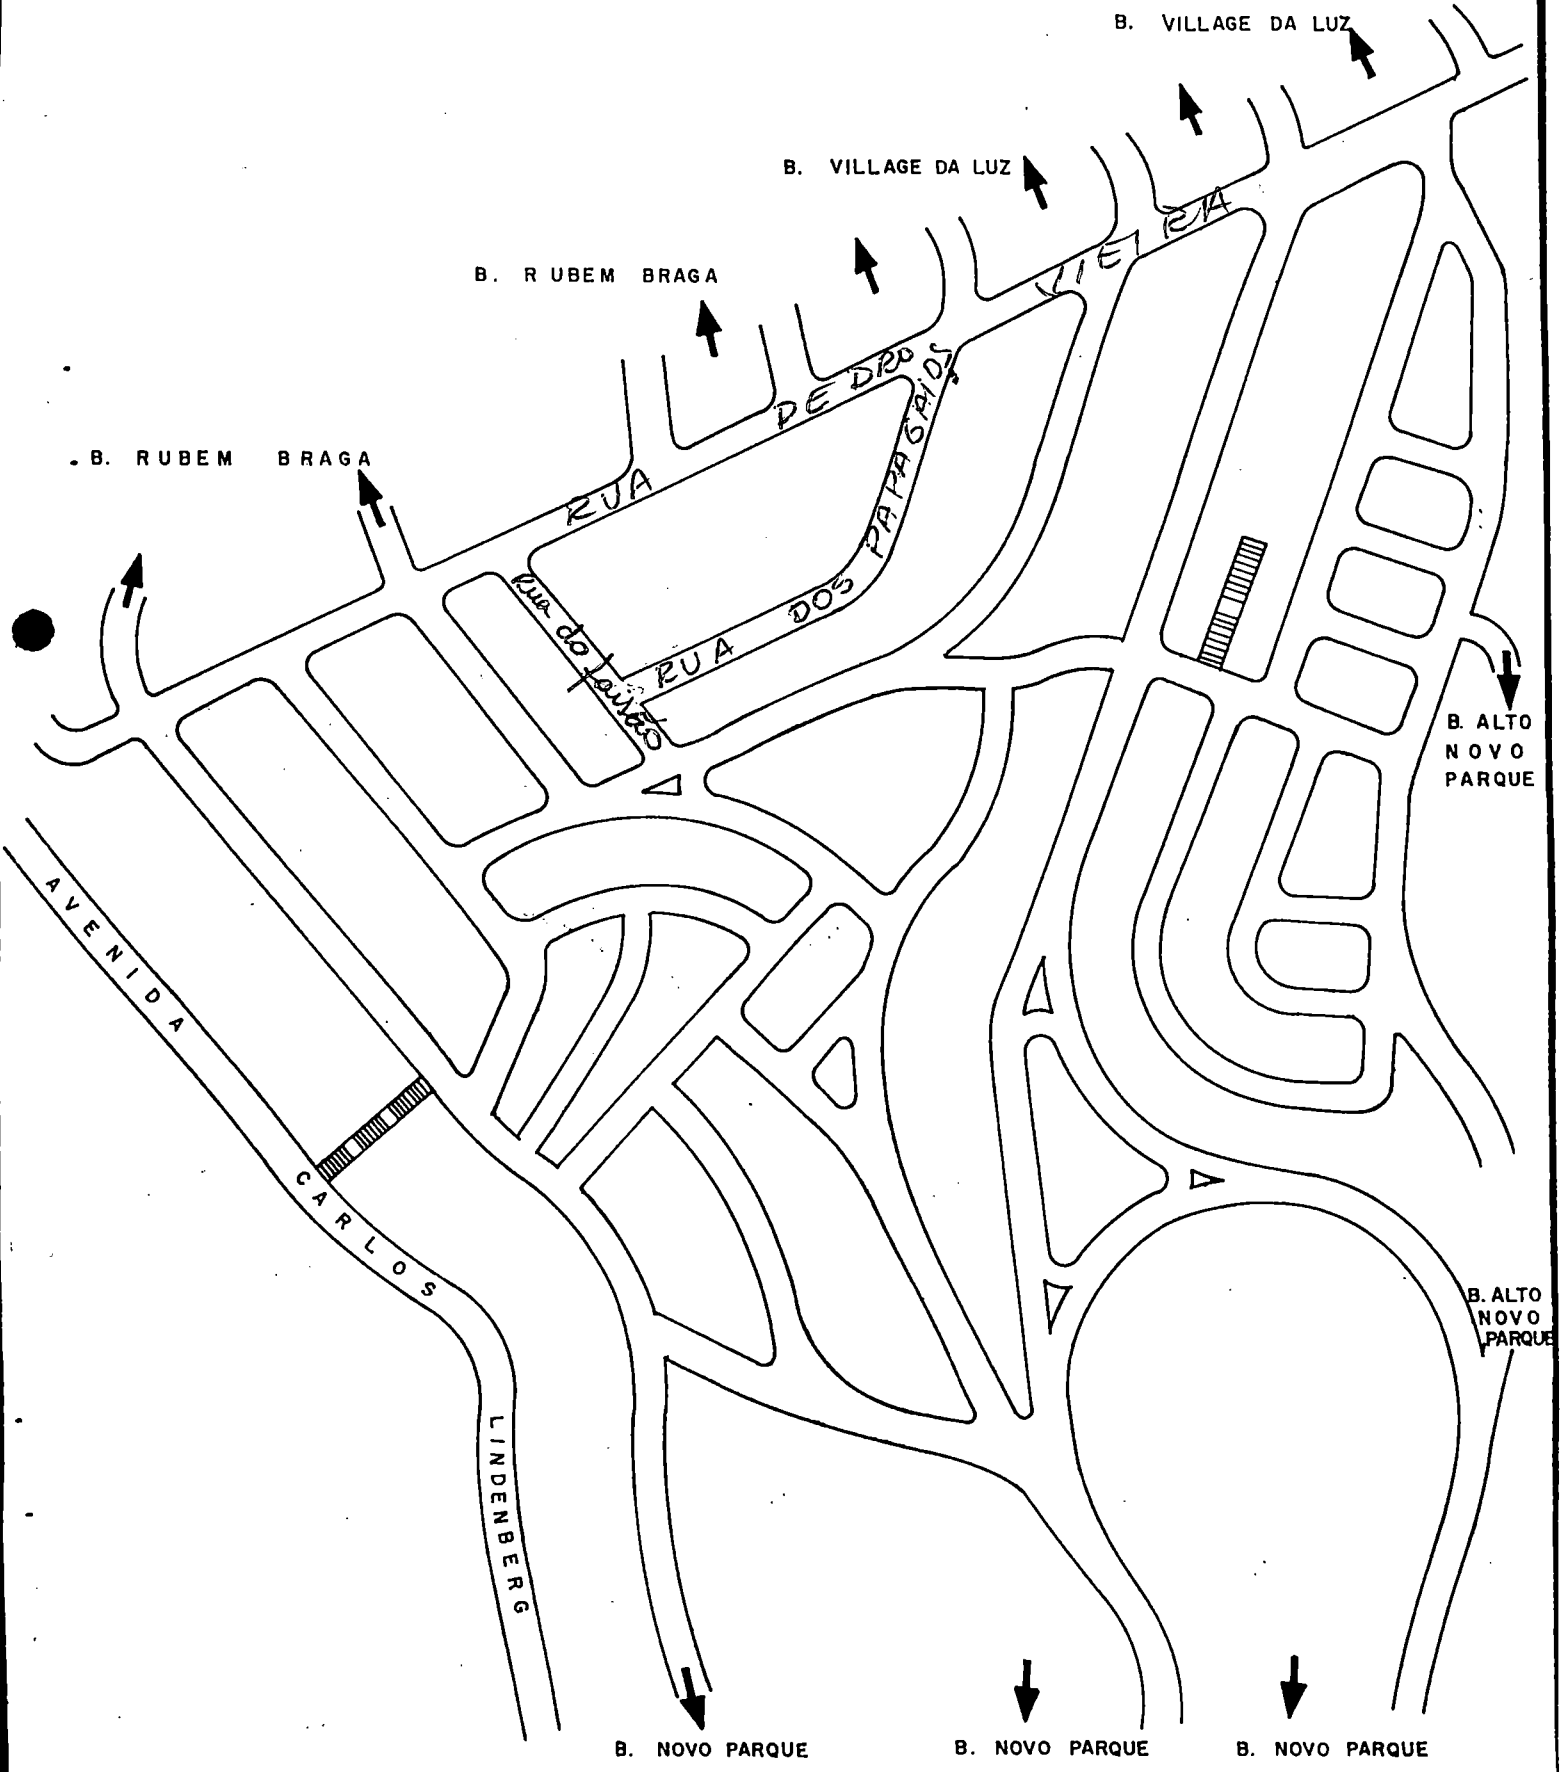 B. VILLAGE DA LUZ
B. VILLAGE DA LUZ
B. RUBEM BRAGA
B. RUBEM BRAGA
RUA PEDRO VIEIRA
RUA DOS PAPAGAIOS
Rua do
B. ALTO
NOVO
PARQUE
AVENIDA CARLOS LINDENBERG
B. ALTO
NOVO
PARQUE
B. NOVO PARQUE
B. NOVO PARQUE
B. NOVO PARQUE